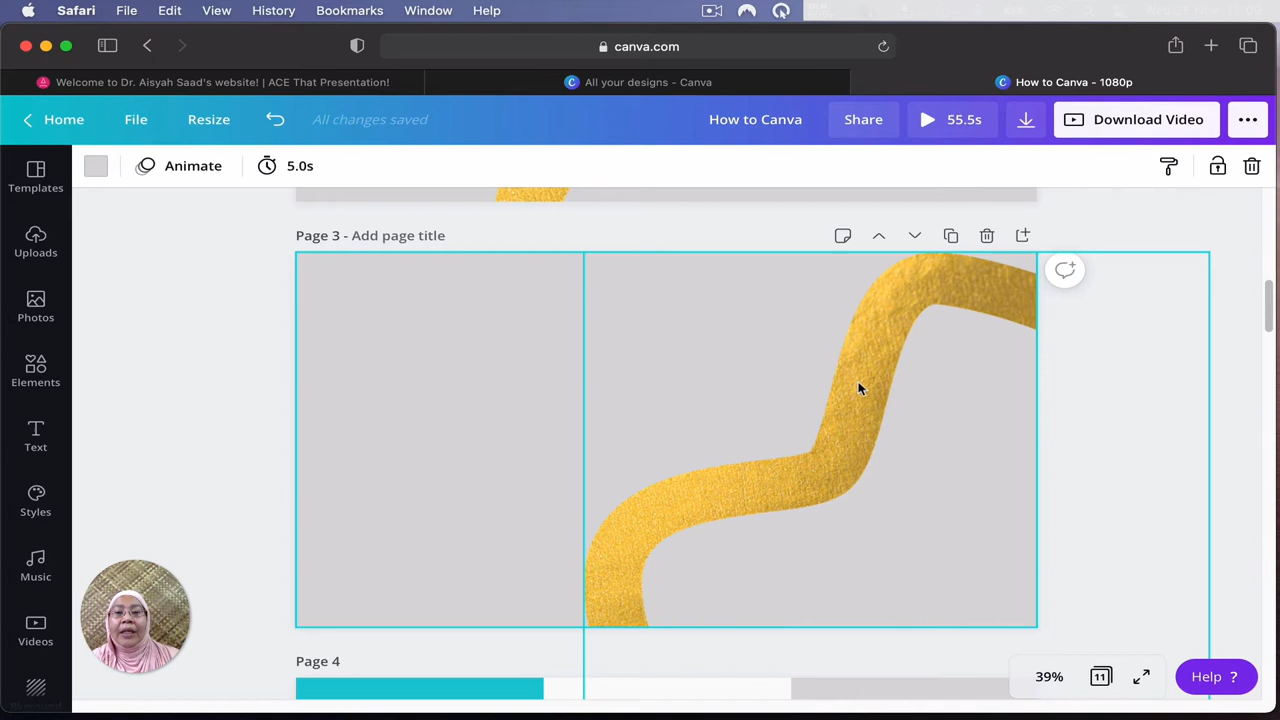 Safari File Edit View History Bookmarks Window Help
canva.com
Welcome to Dr. Aisyah Saad's website! | ACE That Presentation!
All your designs - Canva
How to Canva - 1080p
Home File Resize All changes saved How to Canva Share 55.5s Download Video
Animate 5.0s
Templates
Uploads
Photos
Elements
Text
Styles
Music
Videos
Page 3 - Add page title
Page 4
39% 11 Help ?